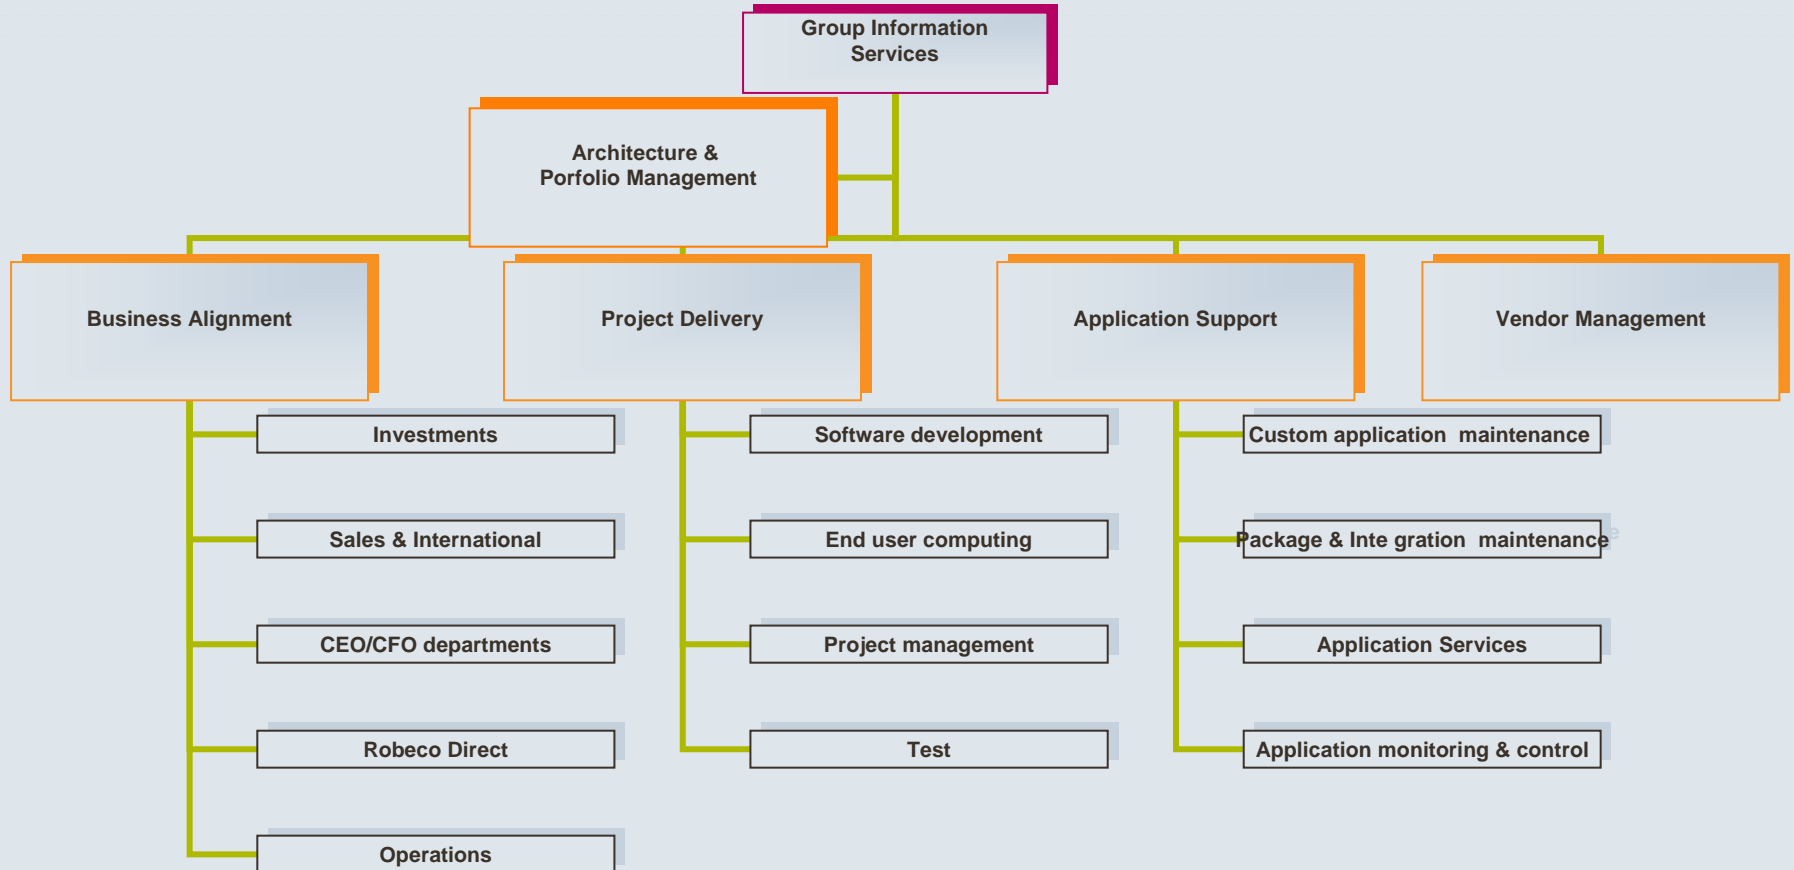 Group Information
Services
Architecture &
Porfolio Management
Business Alignment
Project Delivery
Application Support
Vendor Management
Investments
Software development
Custom application  maintenance
Sales & International
End user computing
Package & Inte gration  maintenance
CEO/CFO departments
Project management
Application Services
Robeco Direct
Test
Application monitoring & control
Operations